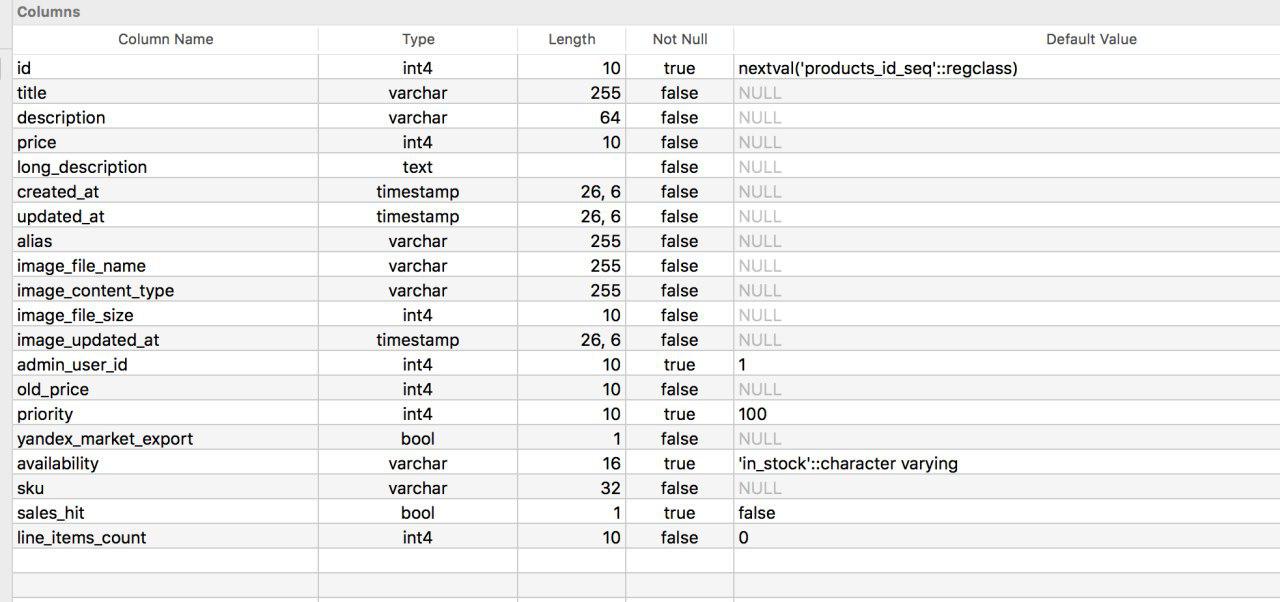 Columns
Column Name Type Length Not Null Default Value
id int4 10 true nextval('products_id_seq'::regclass)
title varchar 255 false NULL
description varchar 64 false NULL
price int4 10 false NULL
long_description text false NULL
created_at timestamp 26, 6 false NULL
updated_at timestamp 26, 6 false NULL
alias varchar 255 false NULL
image_file_name varchar 255 false NULL
image_content_type varchar 255 false NULL
image_file_size int4 10 false NULL
image_updated_at timestamp 26, 6 false NULL
admin_user_id int4 10 true 1
old_price int4 10 false NULL
priority int4 10 true 100
yandex_market_export bool 1 false NULL
availability varchar 16 true 'in_stock'::character varying
sku varchar 32 false NULL
sales_hit bool 1 true false
line_items_count int4 10 false 0